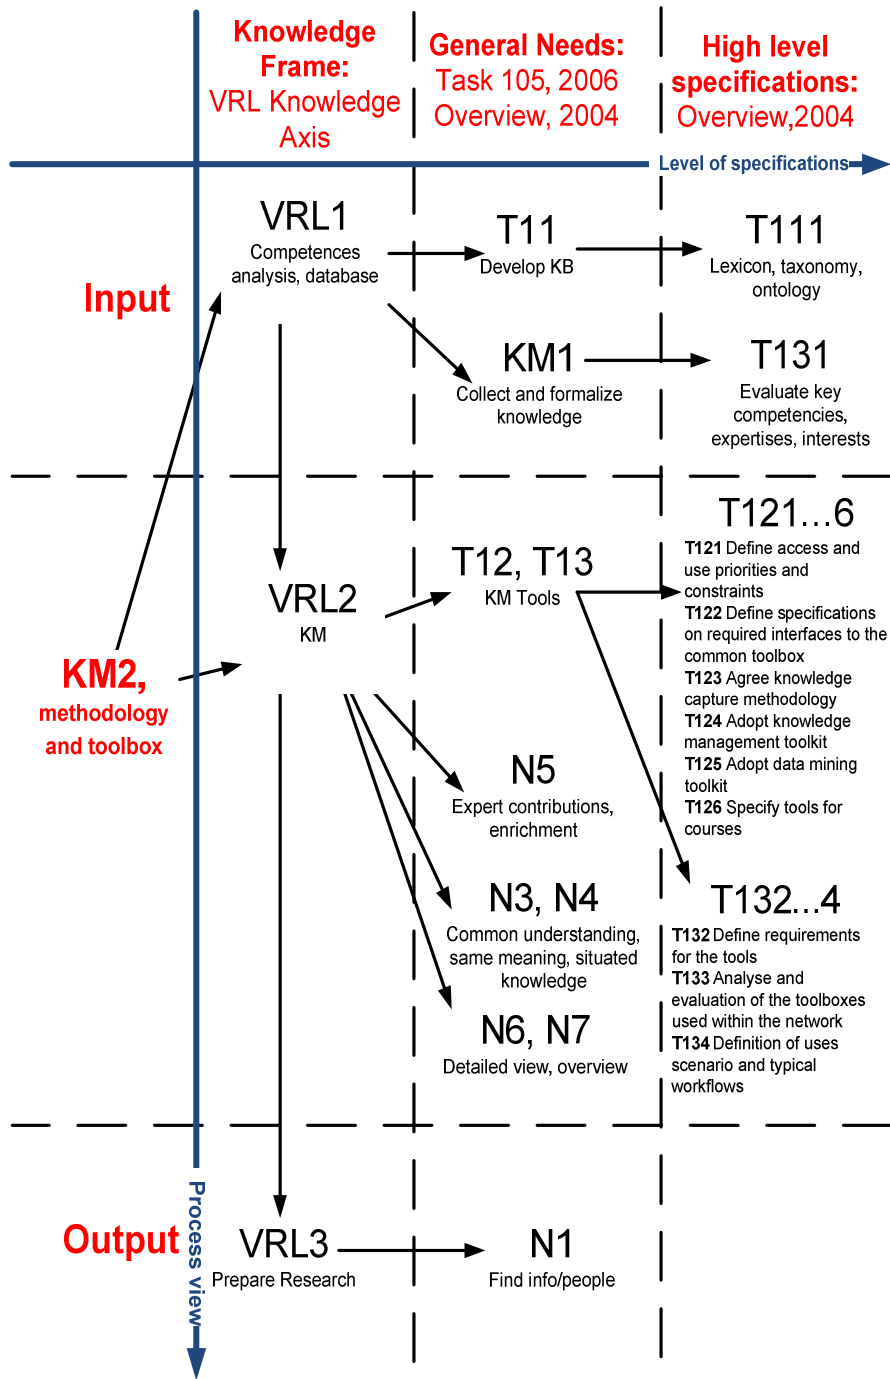 Knowledge
Frame:
VRL Knowledge
Axis
General Needs:
Task 105, 2006
Overview, 2004
High level
specifications:
Overview,2004
Level of specifications
Input
VRL1
Competences
analysis, database
T11
Develop KB
T111
Lexicon, taxonomy,
ontology
KM1
Collect and formalize
knowledge
T131
Evaluate key
competencies,
expertises, interests
KM2,
methodology
and toolbox
VRL2
KM
T12, T13
KM Tools
T121...6
T121 Define access and
use priorities and
constraints
T122 Define specifications
on required interfaces to the
common toolbox
T123 Agree knowledge
capture methodology
T124 Adopt knowledge
management toolkit
T125 Adopt data mining
toolkit
T126 Specify tools for
courses
N5
Expert contributions,
enrichment
N3, N4
Common understanding,
same meaning, situated
knowledge
N6, N7
Detailed view, overview
T132...4
T132 Define requirements
for the tools
T133 Analyse and
evaluation of the toolboxes
used within the network
T134 Definition of uses
scenario and typical
workflows
Output
Process view
VRL3
Prepare Research
N1
Find info/people